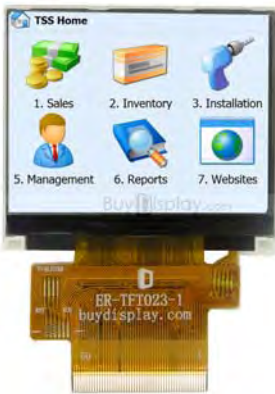 TSS Home
1. Sales
2. Inventory
3. Installation
5. Management
6. Reports
7. Websites
BuyDisplay.com
ER-TFT023-1
buydisplay.com